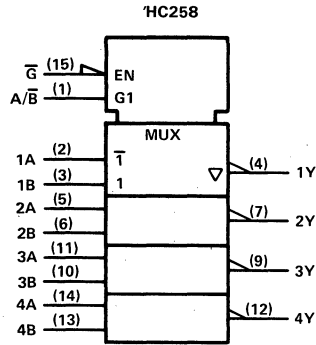 'HC258
G̅ (15) EN
A/B̅ (1) G1
MUX
1A (2) 1̅ ▽ (4) 1Y
1B (3) 1
2A (5) (7) 2Y
2B (6)
3A (11) (9) 3Y
3B (10)
4A (14) (12) 4Y
4B (13)